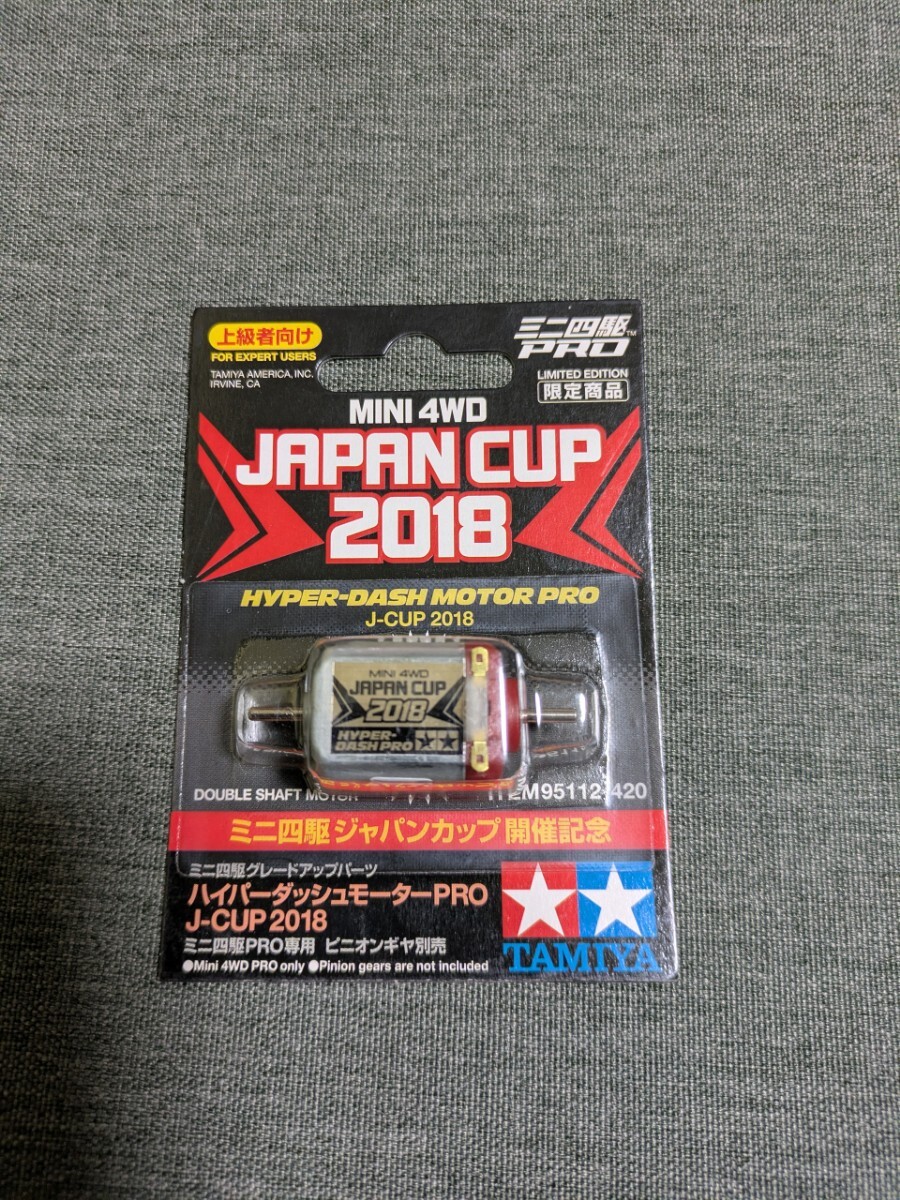 上級者向け
FOR EXPERT USERS
TAMIYA AMERICA, INC.
IRVINE, CA
ミニ四駆™
PRO
LIMITED EDITION
限定商品
MINI 4WD
JAPAN CUP
2018
HYPER-DASH MOTOR PRO
J-CUP 2018
MINI 4WD
JAPAN CUP
2018
HYPER-
DASH PRO
DOUBLE SHAFT MOTOR
ITEM 95112 420
ミニ四駆 ジャパンカップ 開催記念
ミニ四駆グレードアップパーツ
ハイパーダッシュモーターPRO
J-CUP 2018
ミニ四駆PRO専用 ピニオンギヤ別売
●Mini 4WD PRO only ●Pinion gears are not included
TAMIYA